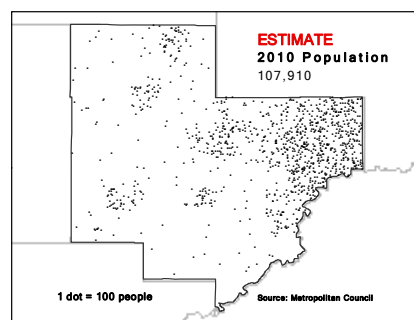 ESTIMATE
2010 Population
107,910
1 dot = 100 people
Source: Metropolitan Council